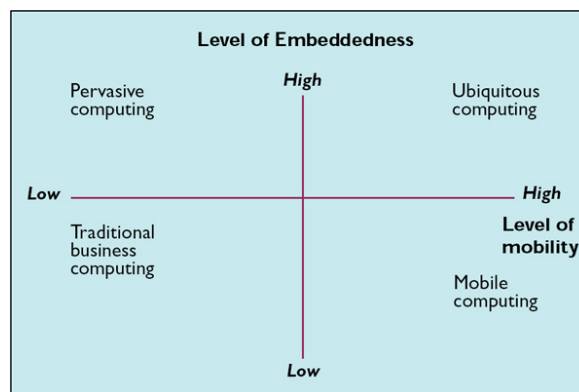 Level of Embeddedness
High
Pervasive
computing
Ubiquitous
computing
Low
High
Traditional
business
computing
Level of
mobility
Mobile
computing
Low